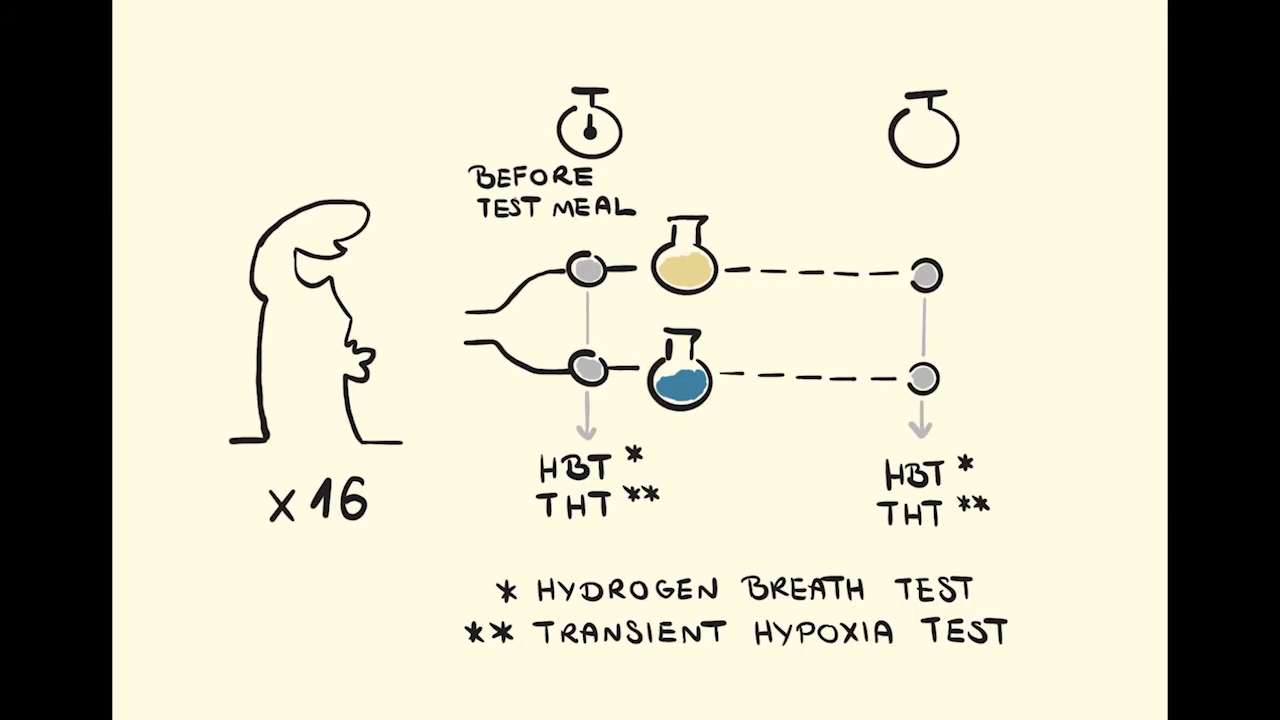 BEFORE
TEST MEAL
x 16
HBT *
THT **
HBT *
THT **
* HYDROGEN BREATH TEST
** TRANSIENT HYPOXIA TEST